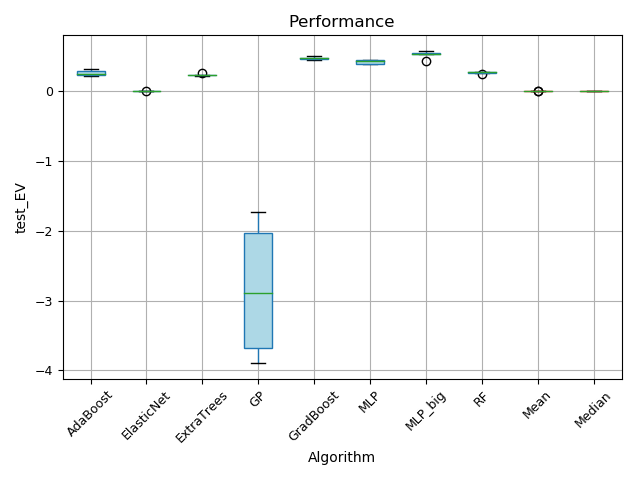 Performance
test_EV
0
−1
−2
−3
−4
AdaBoost
ElasticNet
ExtraTrees
GP
GradBoost
MLP
MLP_big
RF
Mean
Median
Algorithm